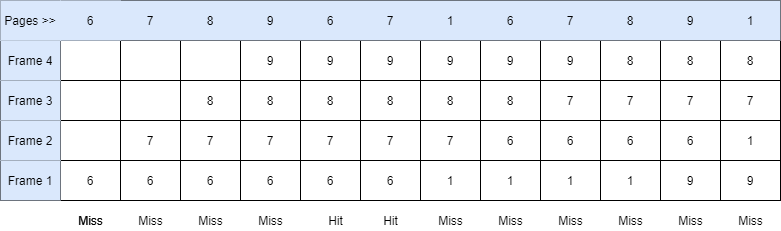 Pages >> 6 7 8 9 6 7 1 6 7 8 9 1
Frame 4 9 9 9 9 9 9 8 8 8
Frame 3 8 8 8 8 8 8 7 7 7 7
Frame 2 7 7 7 7 7 7 6 6 6 6 1
Frame 1 6 6 6 6 6 6 1 1 1 1 9 9
Miss Miss Miss Miss Hit Hit Miss Miss Miss Miss Miss Miss